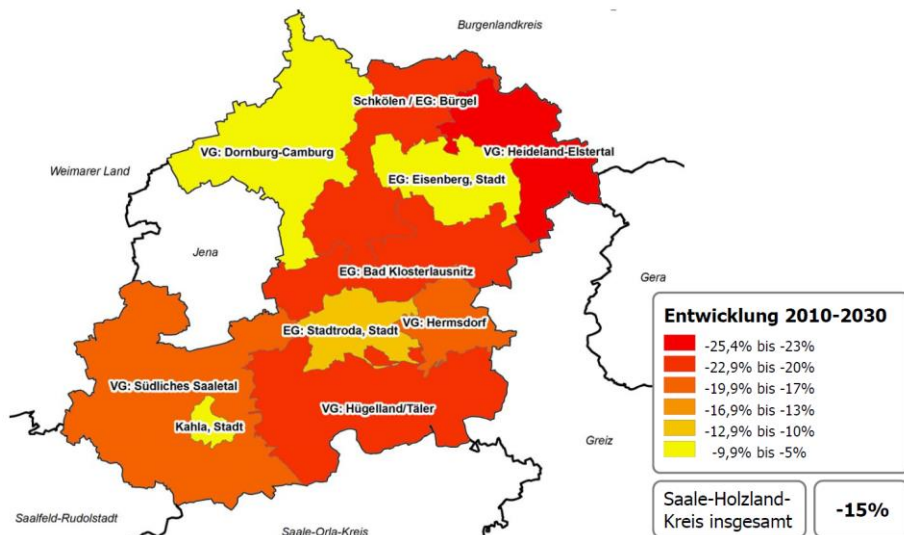 Burgenlandkreis
Schkölen / EG: Bürgel
VG: Dornburg-Camburg
VG: Heideland-Elstertal
Weimarer Land
EG: Eisenberg, Stadt
Jena
EG: Bad Klosterlausnitz
Gera
EG: Stadtroda, Stadt
VG: Hermsdorf
VG: Südliches Saaletal
VG: Hügelland/Täler
Kahla, Stadt
Greiz
Saalfeld-Rudolstadt
Saale-Orla-Kreis
Entwicklung 2010-2030
-25,4% bis -23%
-22,9% bis -20%
-19,9% bis -17%
-16,9% bis -13%
-12,9% bis -10%
-9,9% bis -5%
Saale-Holzland-
Kreis insgesamt
-15%